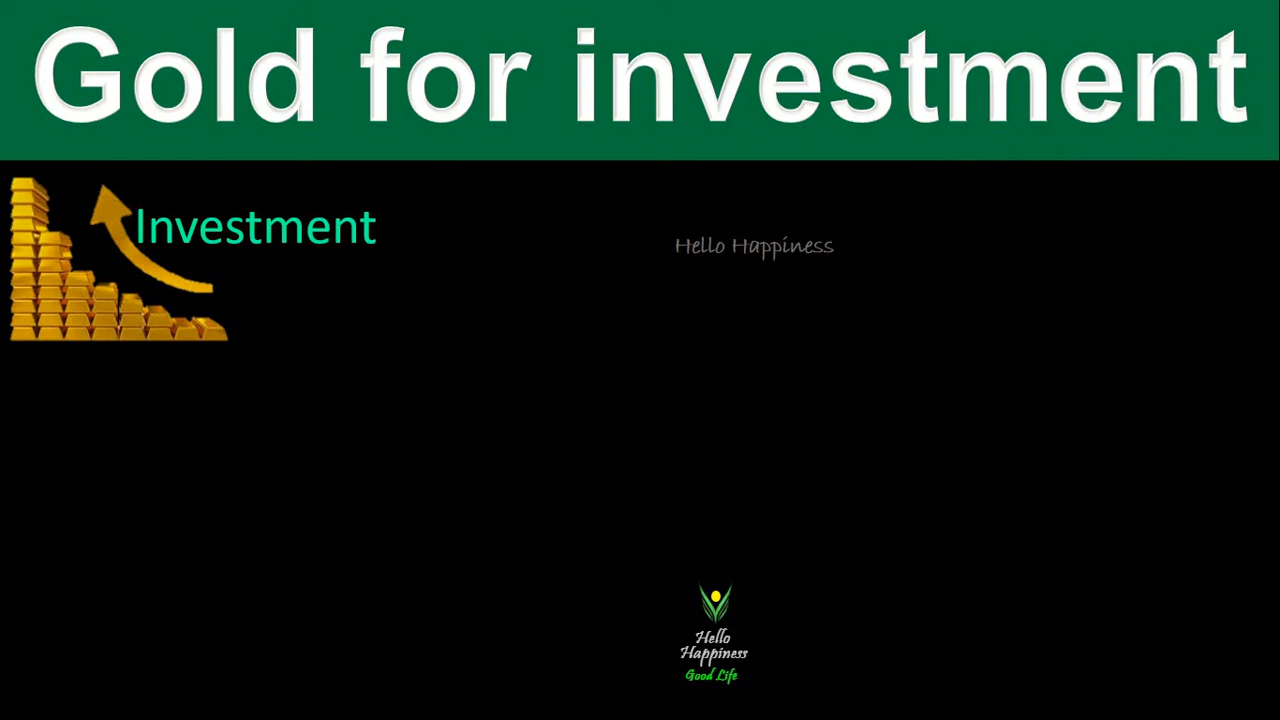 Gold for investment
Investment
Hello Happiness
Hello
Happiness
Good Life